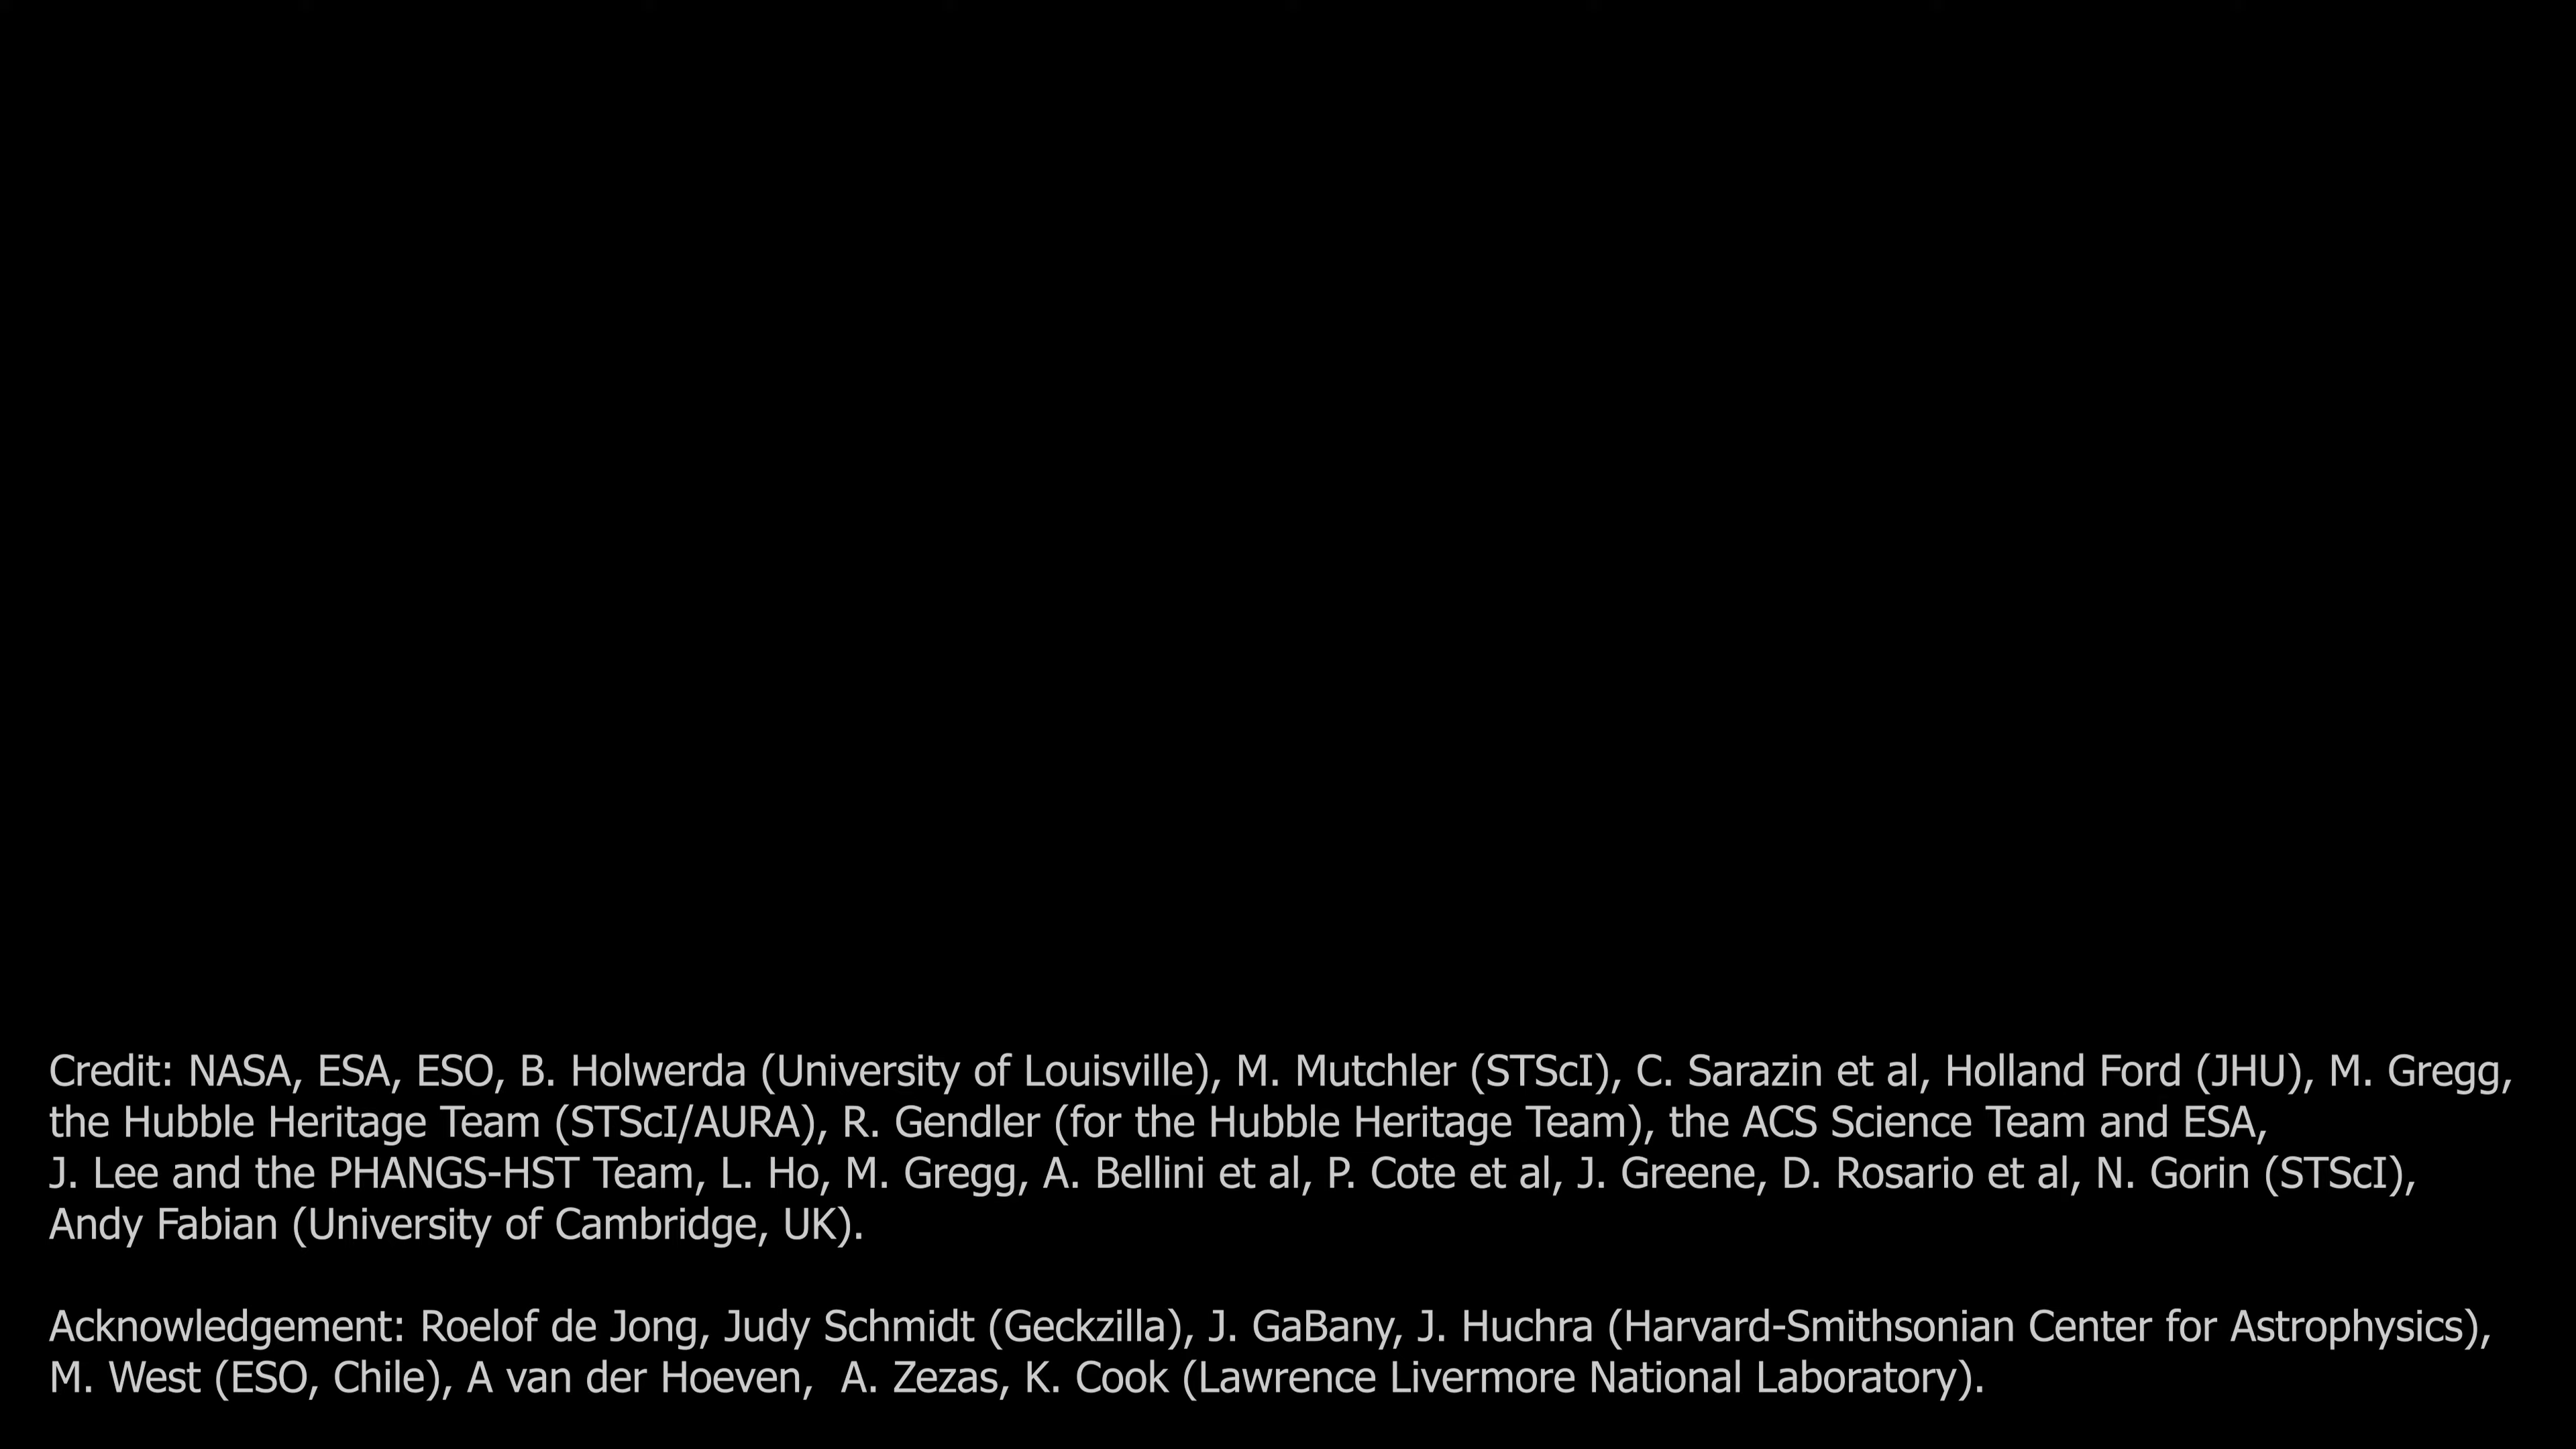 Credit: NASA, ESA, ESO, B. Holwerda (University of Louisville), M. Mutchler (STScI), C. Sarazin et al, Holland Ford (JHU), M. Gregg,
the Hubble Heritage Team (STScI/AURA), R. Gendler (for the Hubble Heritage Team), the ACS Science Team and ESA,
J. Lee and the PHANGS-HST Team, L. Ho, M. Gregg, A. Bellini et al, P. Cote et al, J. Greene, D. Rosario et al, N. Gorin (STScI),
Andy Fabian (University of Cambridge, UK).
Acknowledgement: Roelof de Jong, Judy Schmidt (Geckzilla), J. GaBany, J. Huchra (Harvard-Smithsonian Center for Astrophysics),
M. West (ESO, Chile), A van der Hoeven,  A. Zezas, K. Cook (Lawrence Livermore National Laboratory).